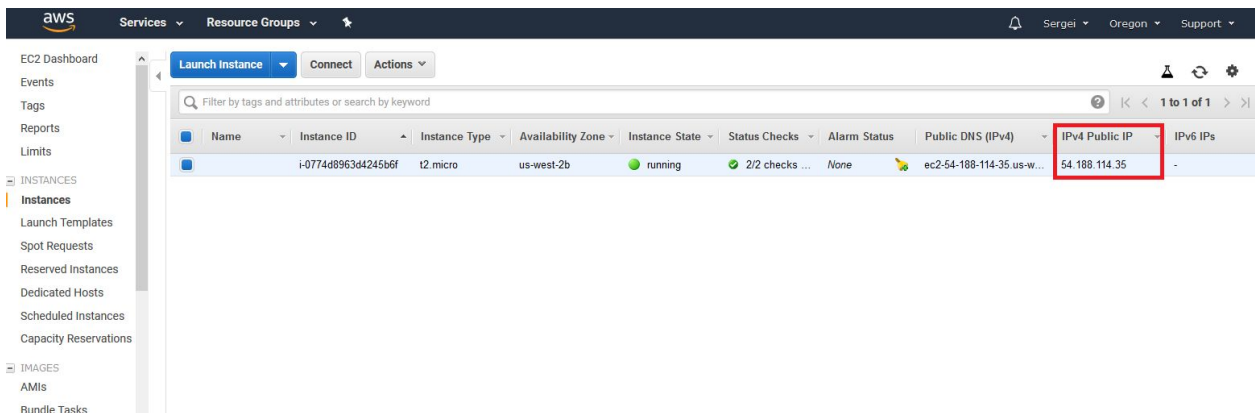 aws Services Resource Groups Sergei Oregon Support
EC2 Dashboard
Events
Tags
Reports
Limits
INSTANCES
Instances
Launch Templates
Spot Requests
Reserved Instances
Dedicated Hosts
Scheduled Instances
Capacity Reservations
IMAGES
AMIs
Bundle Tasks
Launch Instance Connect Actions
Filter by tags and attributes or search by keyword 1 to 1 of 1
Name Instance ID Instance Type Availability Zone Instance State Status Checks Alarm Status Public DNS (IPv4) IPv4 Public IP IPv6 IPs
i-0774d8963d4245b6f t2.micro us-west-2b running 2/2 checks ... None ec2-54-188-114-35.us-w... 54.188.114.35 -